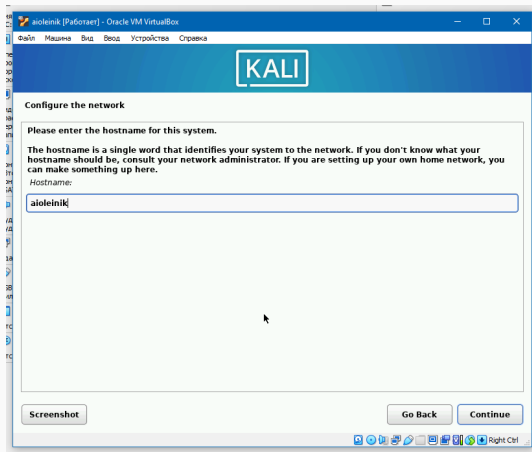 aioleinik [Работает] - Oracle VM VirtualBox
Файл Машина Вид Ввод Устройства Справка
KALI
Configure the network
Please enter the hostname for this system.
The hostname is a single word that identifies your system to the network. If you don't know what your
hostname should be, consult your network administrator. If you are setting up your own home network, you
can make something up here.
Hostname:
aioleinik
Screenshot Go Back Continue
Right Ctrl